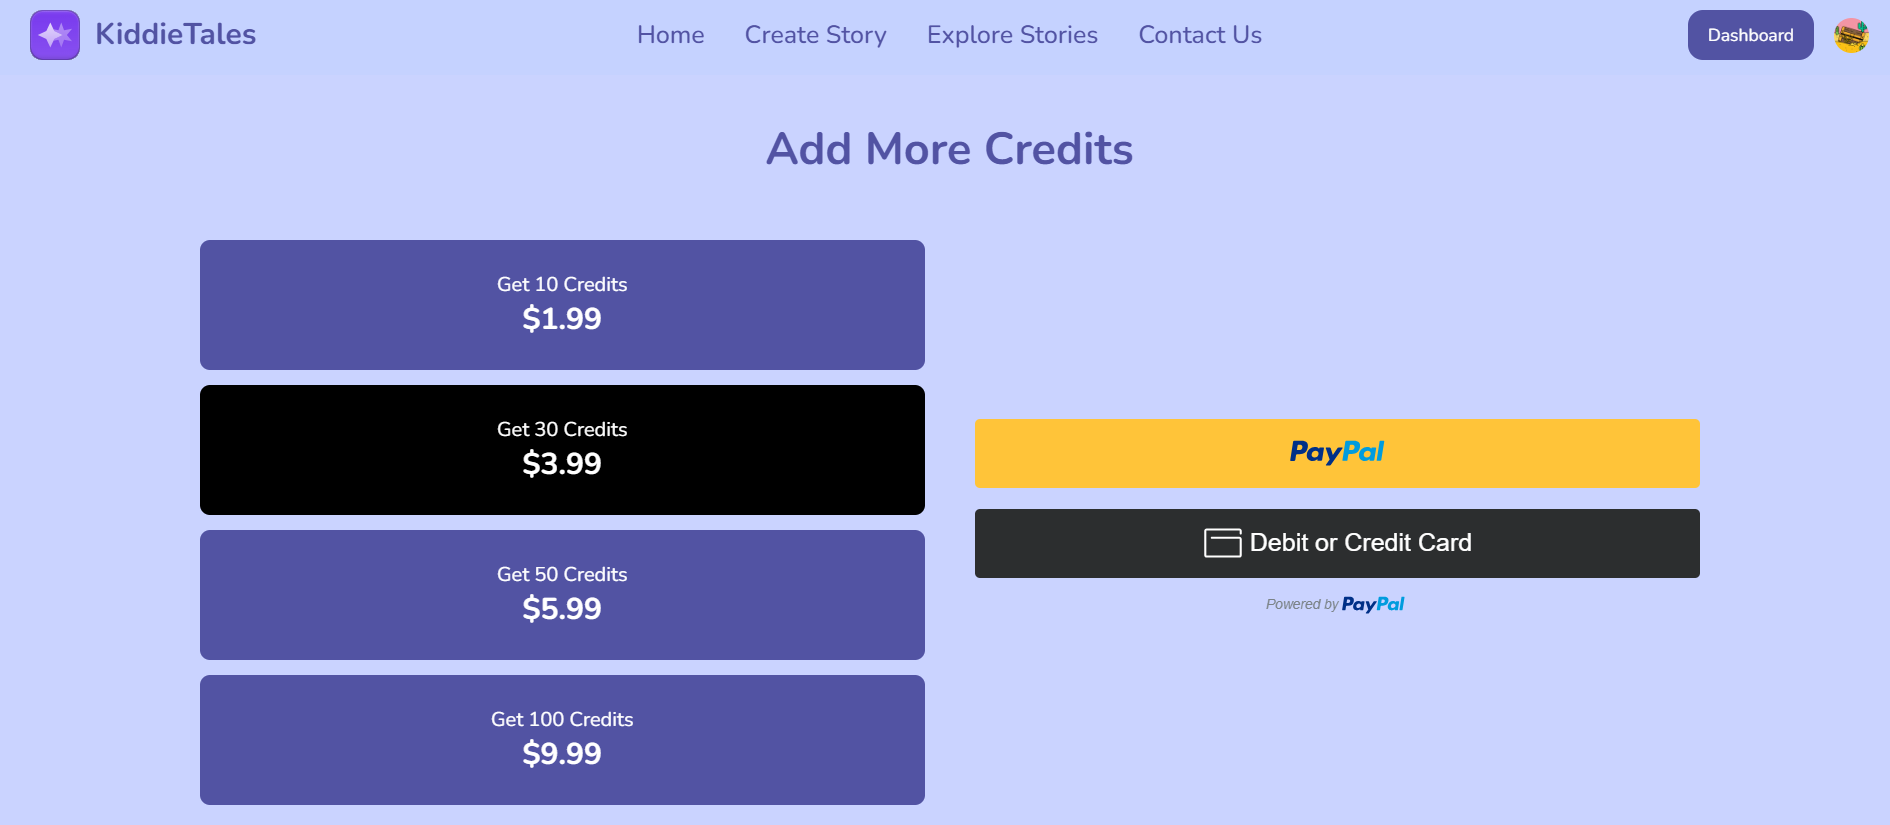 KiddieTales
Home
Create Story
Explore Stories
Contact Us
Dashboard
Add More Credits
Get 10 Credits
$1.99
Get 30 Credits
$3.99
Get 50 Credits
$5.99
Get 100 Credits
$9.99
PayPal
Debit or Credit Card
Powered by PayPal